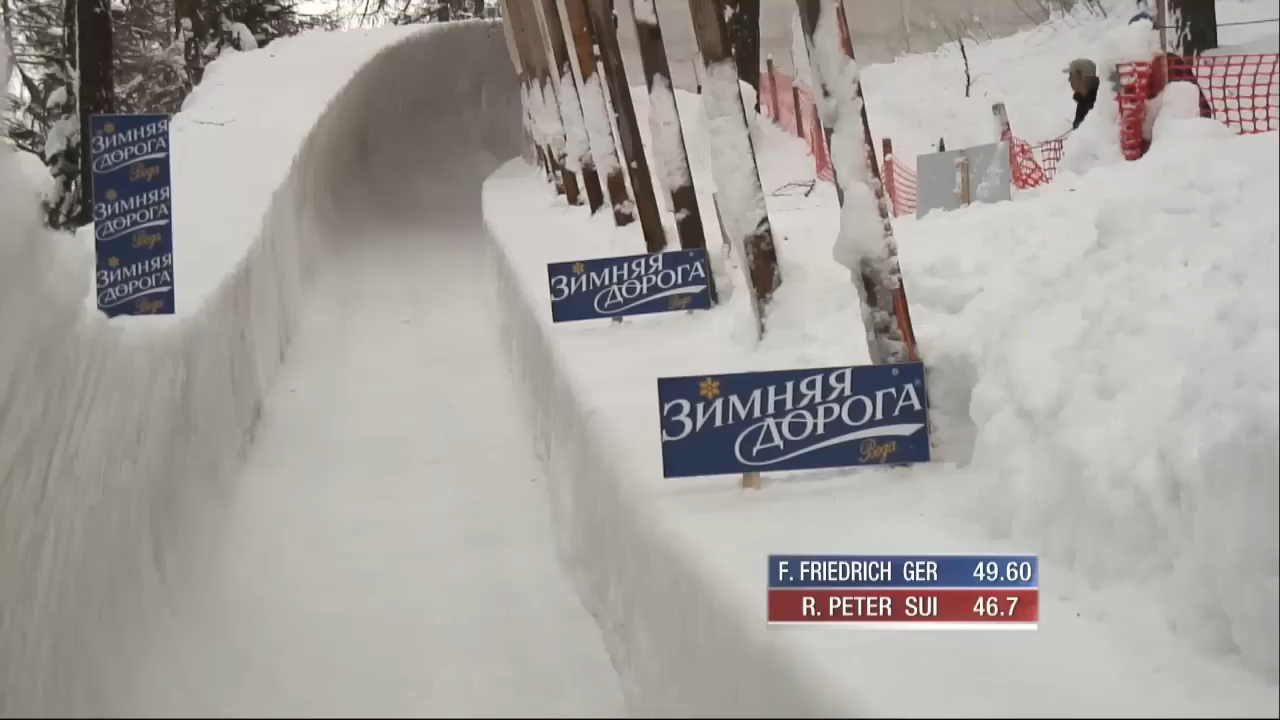 ЗИМНЯЯ
ДОРОГА
Вода
ЗИМНЯЯ
ДОРОГА
Вода
ЗИМНЯЯ
ДОРОГА
Вода
ЗИМНЯЯ
ДОРОГА
Вода
ЗИМНЯЯ
ДОРОГА
Вода
F. FRIEDRICH GER 49.60
R. PETER SUI 46.7